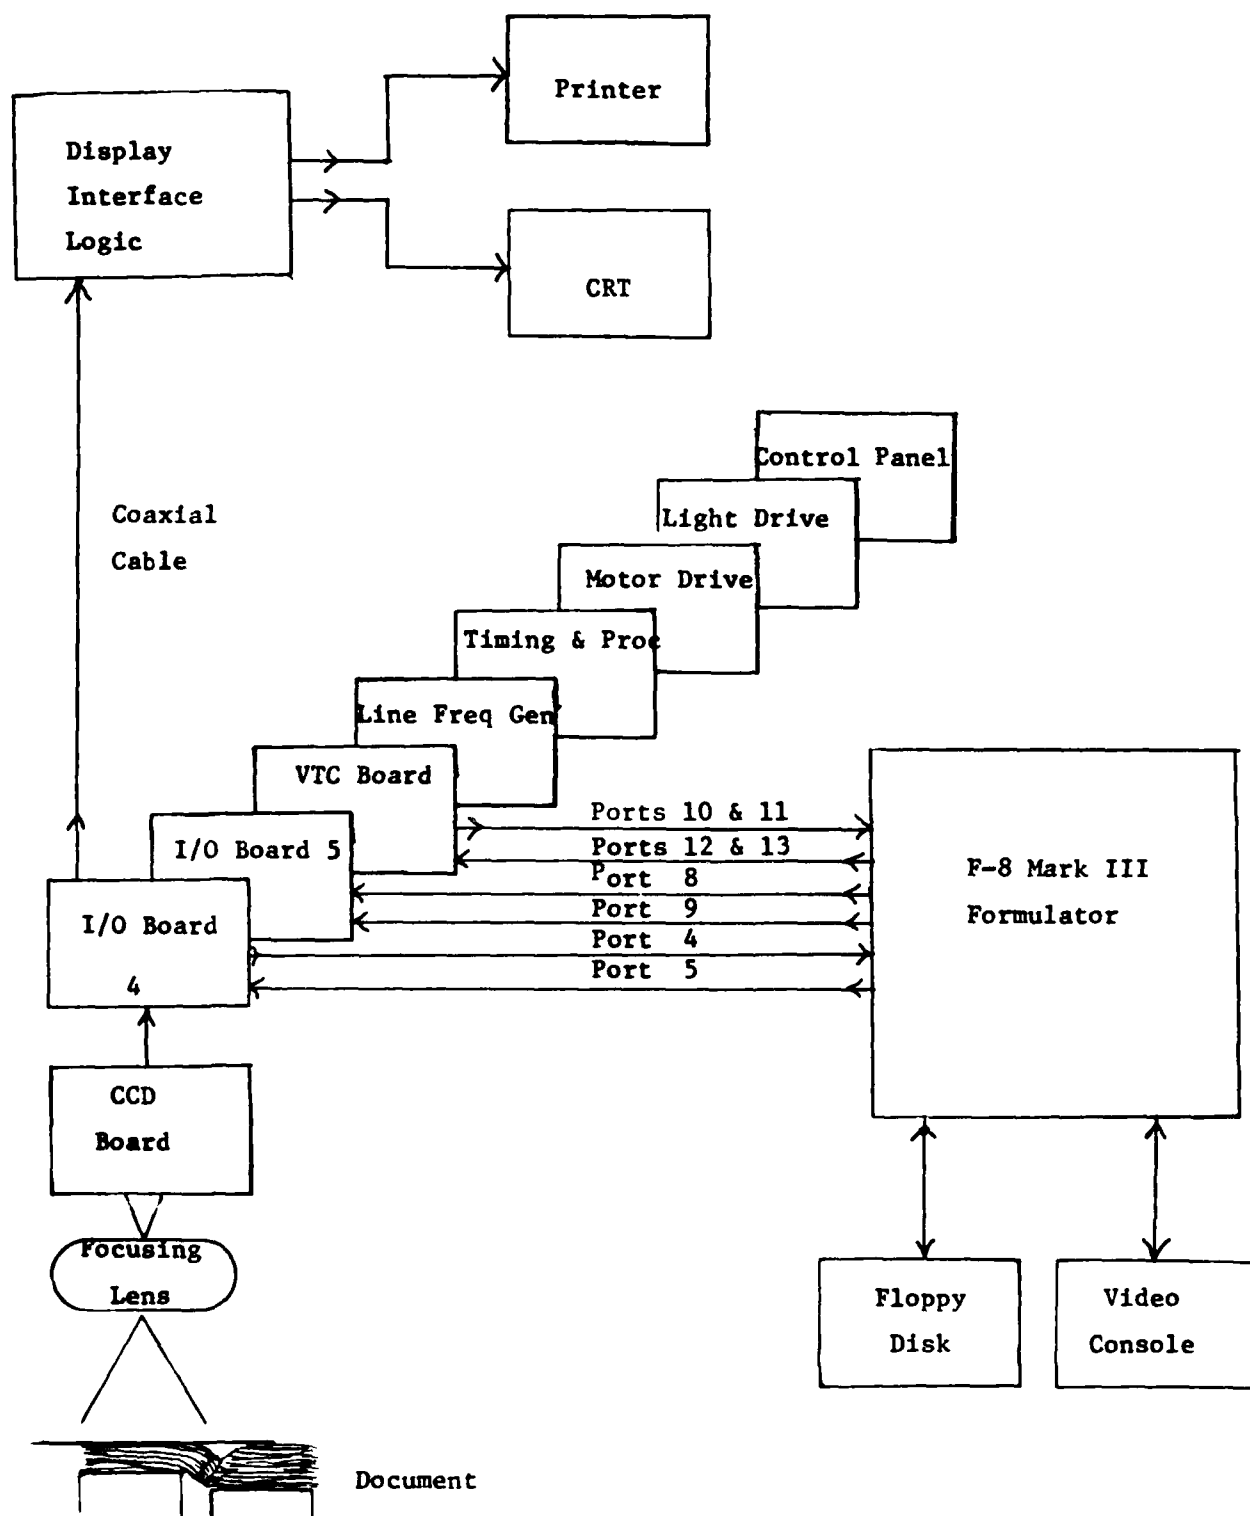 Printer
Display
Interface
Logic
CRT
Control Panel
Light Drive
Coaxial
Cable
Motor Drive
Timing & Proc
Line Freq Gen
VTC Board
I/O Board 5
I/O Board
4
Ports 10 & 11
Ports 12 & 13
Port 8
Port 9
Port 4
Port 5
F-8 Mark III
Formulator
CCD
Board
Focusing
Lens
Floppy
Disk
Video
Console
Document